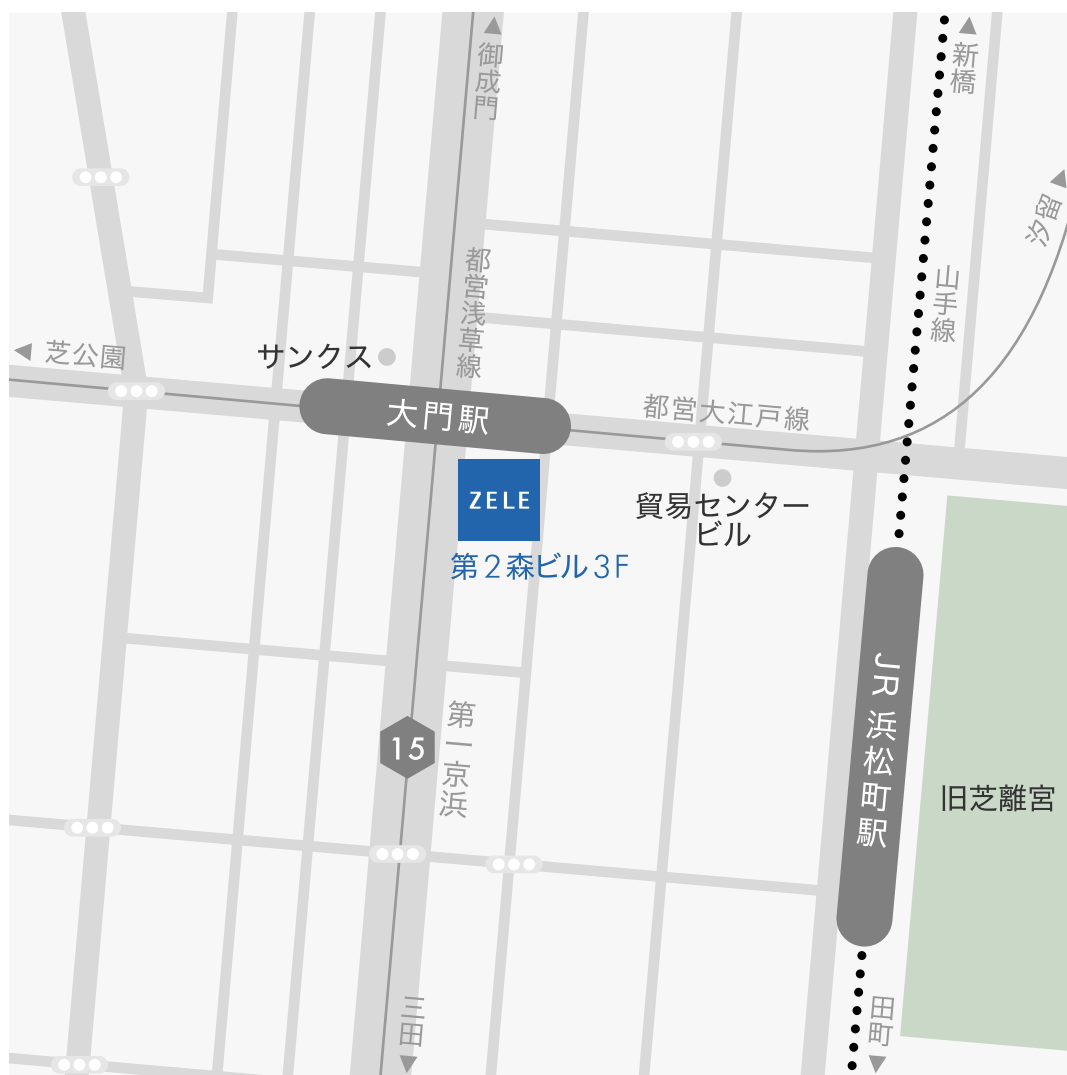 御成門
新橋
汐留
都営浅草線
山手線
芝公園
サンクス
大門駅
都営大江戸線
ZELE
第2森ビル3F
貿易センター
ビル
JR 浜松町駅
第一京浜
15
旧芝離宮
三田
田町